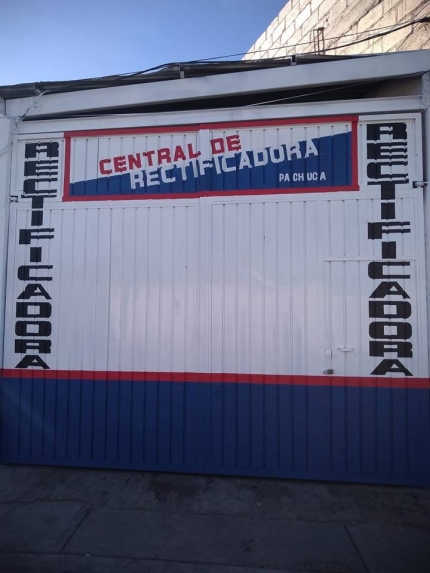 CENTRAL DE
RECTIFICADORA
PACHUCA
RECTIFICADORA
RECTIFICADORA